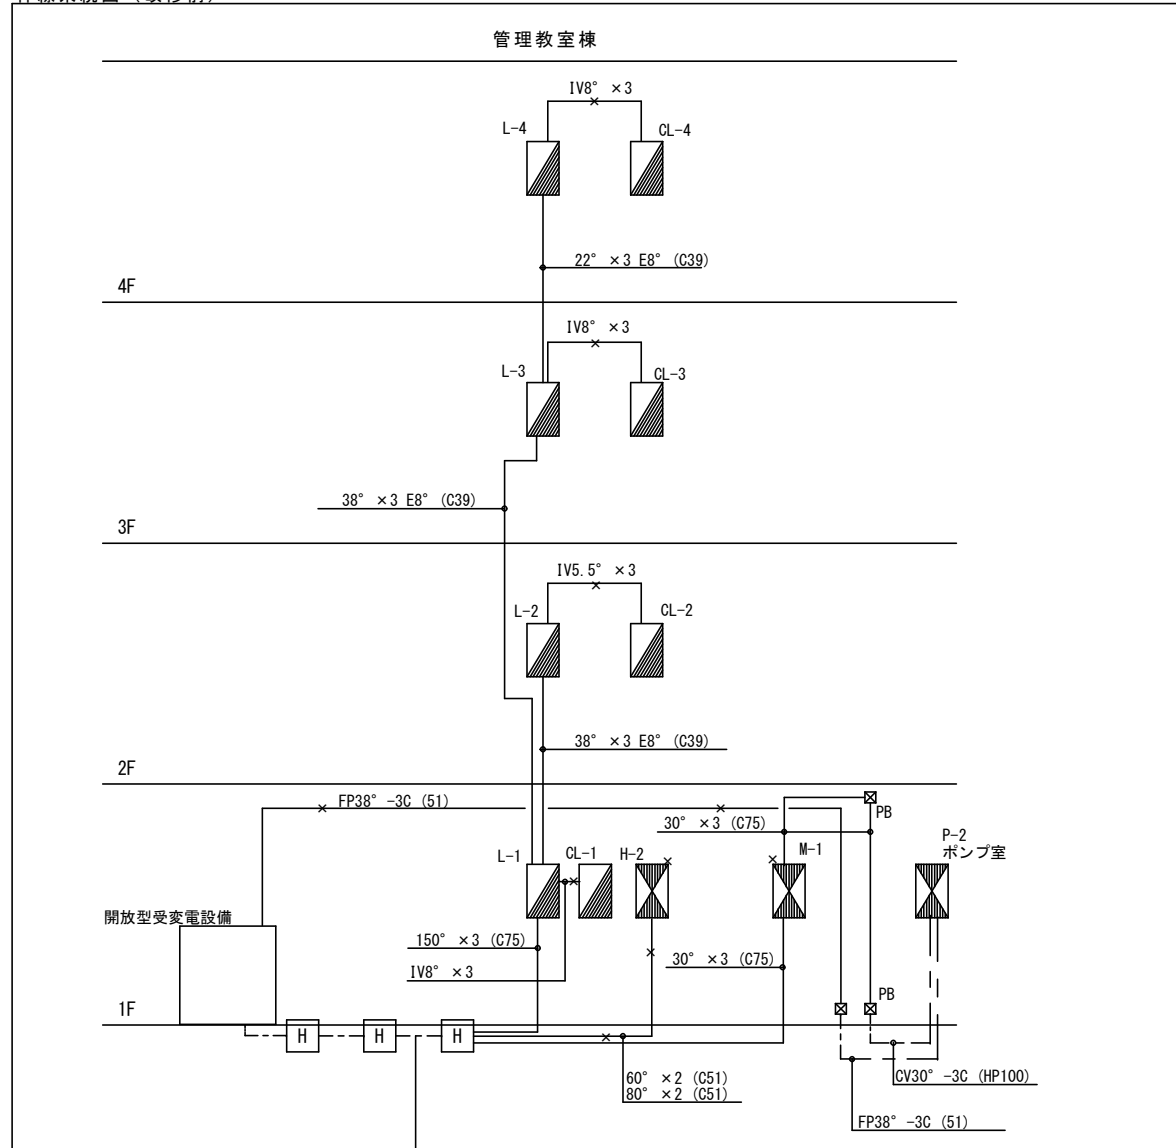 管理教室棟
IV8° ×3
L-4
CL-4
22° ×3 E8° (C39)
4F
IV8° ×3
L-3
CL-3
38° ×3 E8° (C39)
3F
IV5.5° ×3
L-2
CL-2
38° ×3 E8° (C39)
2F
FP38° -3C (51)
PB
30° ×3 (C75)
P-2
ポンプ室
L-1
CL-1
H-2
M-1
開放型受変電設備
150° ×3 (C75)
IV8° ×3
30° ×3 (C75)
PB
1F
H
H
H
60° ×2 (C51)
80° ×2 (C51)
CV30° -3C (HP100)
FP38° -3C (51)